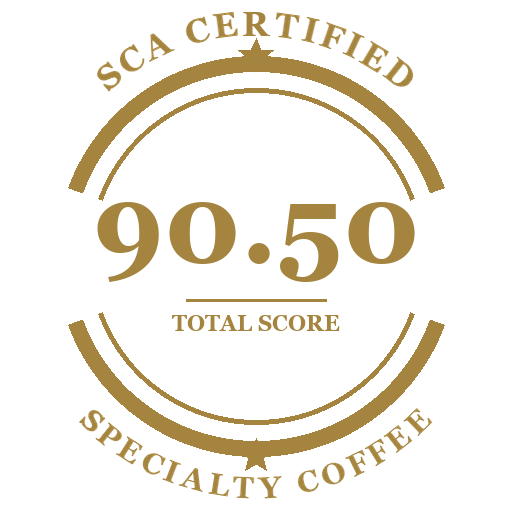 SCA CERTIFIED
90.50
TOTAL SCORE
SPECIALTY COFFEE